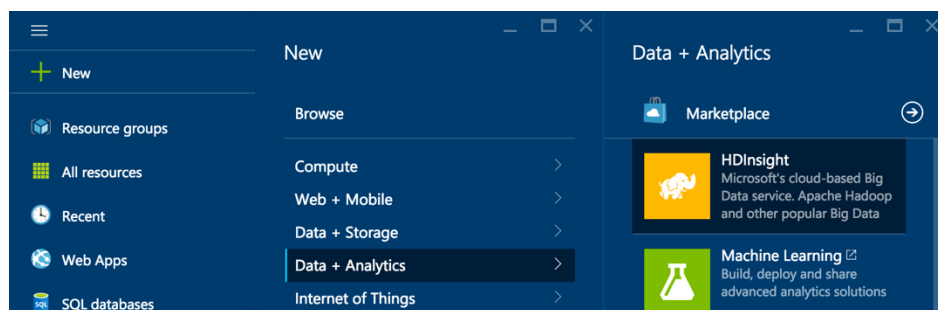 New
Resource groups
All resources
Recent
Web Apps
SQL databases
SQL
New
Browse
Compute
Web + Mobile
Data + Storage
Data + Analytics
Internet of Things
Data + Analytics
Marketplace
HDInsight
Microsoft's cloud-based Big
Data service. Apache Hadoop
and other popular Big Data
Machine Learning
Build, deploy and share
advanced analytics solutions